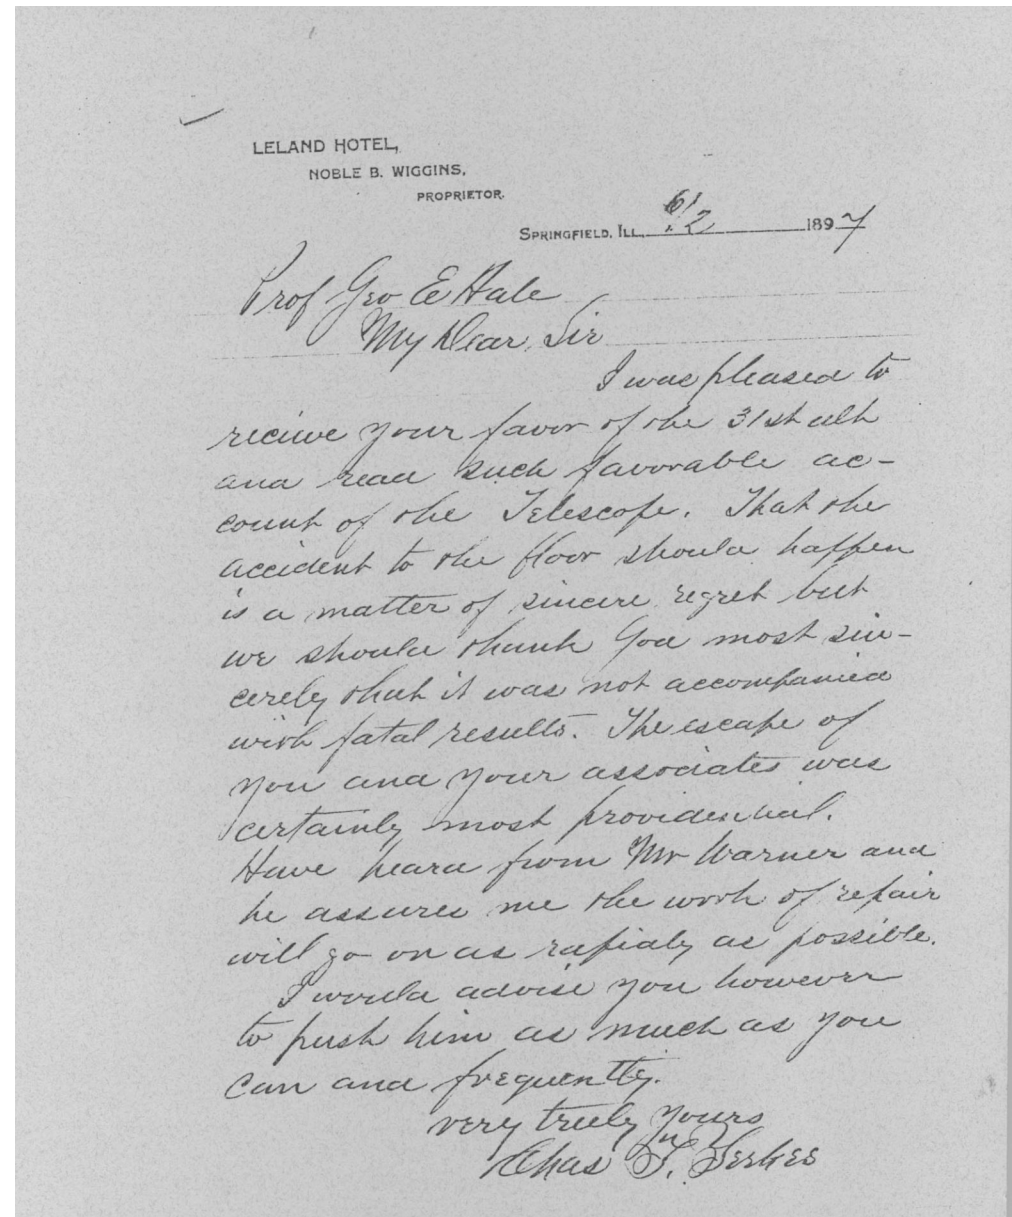 LELAND HOTEL,
NOBLE B. WIGGINS,
PROPRIETOR.
SPRINGFIELD, ILL., 6/2 1897
Prof Geo E Hale
My Dear Sir
I was pleased to
recieve your favor of the 31st ult
and read such favorable ac-
count of the Telescope. That the
accident to the floor should happen
is a matter of sincere regret but
we should thank God most sin-
cerely that it was not accompanied
with fatal results. The escape of
you and your associates was
certainly most providential.
Have heard from Mr Warner and
he assures me the work of repair
will go on as rapidly as possible.
I would advise you however
to push him as much as you
can and frequently.
very truly yours
Chas T. Yerkes